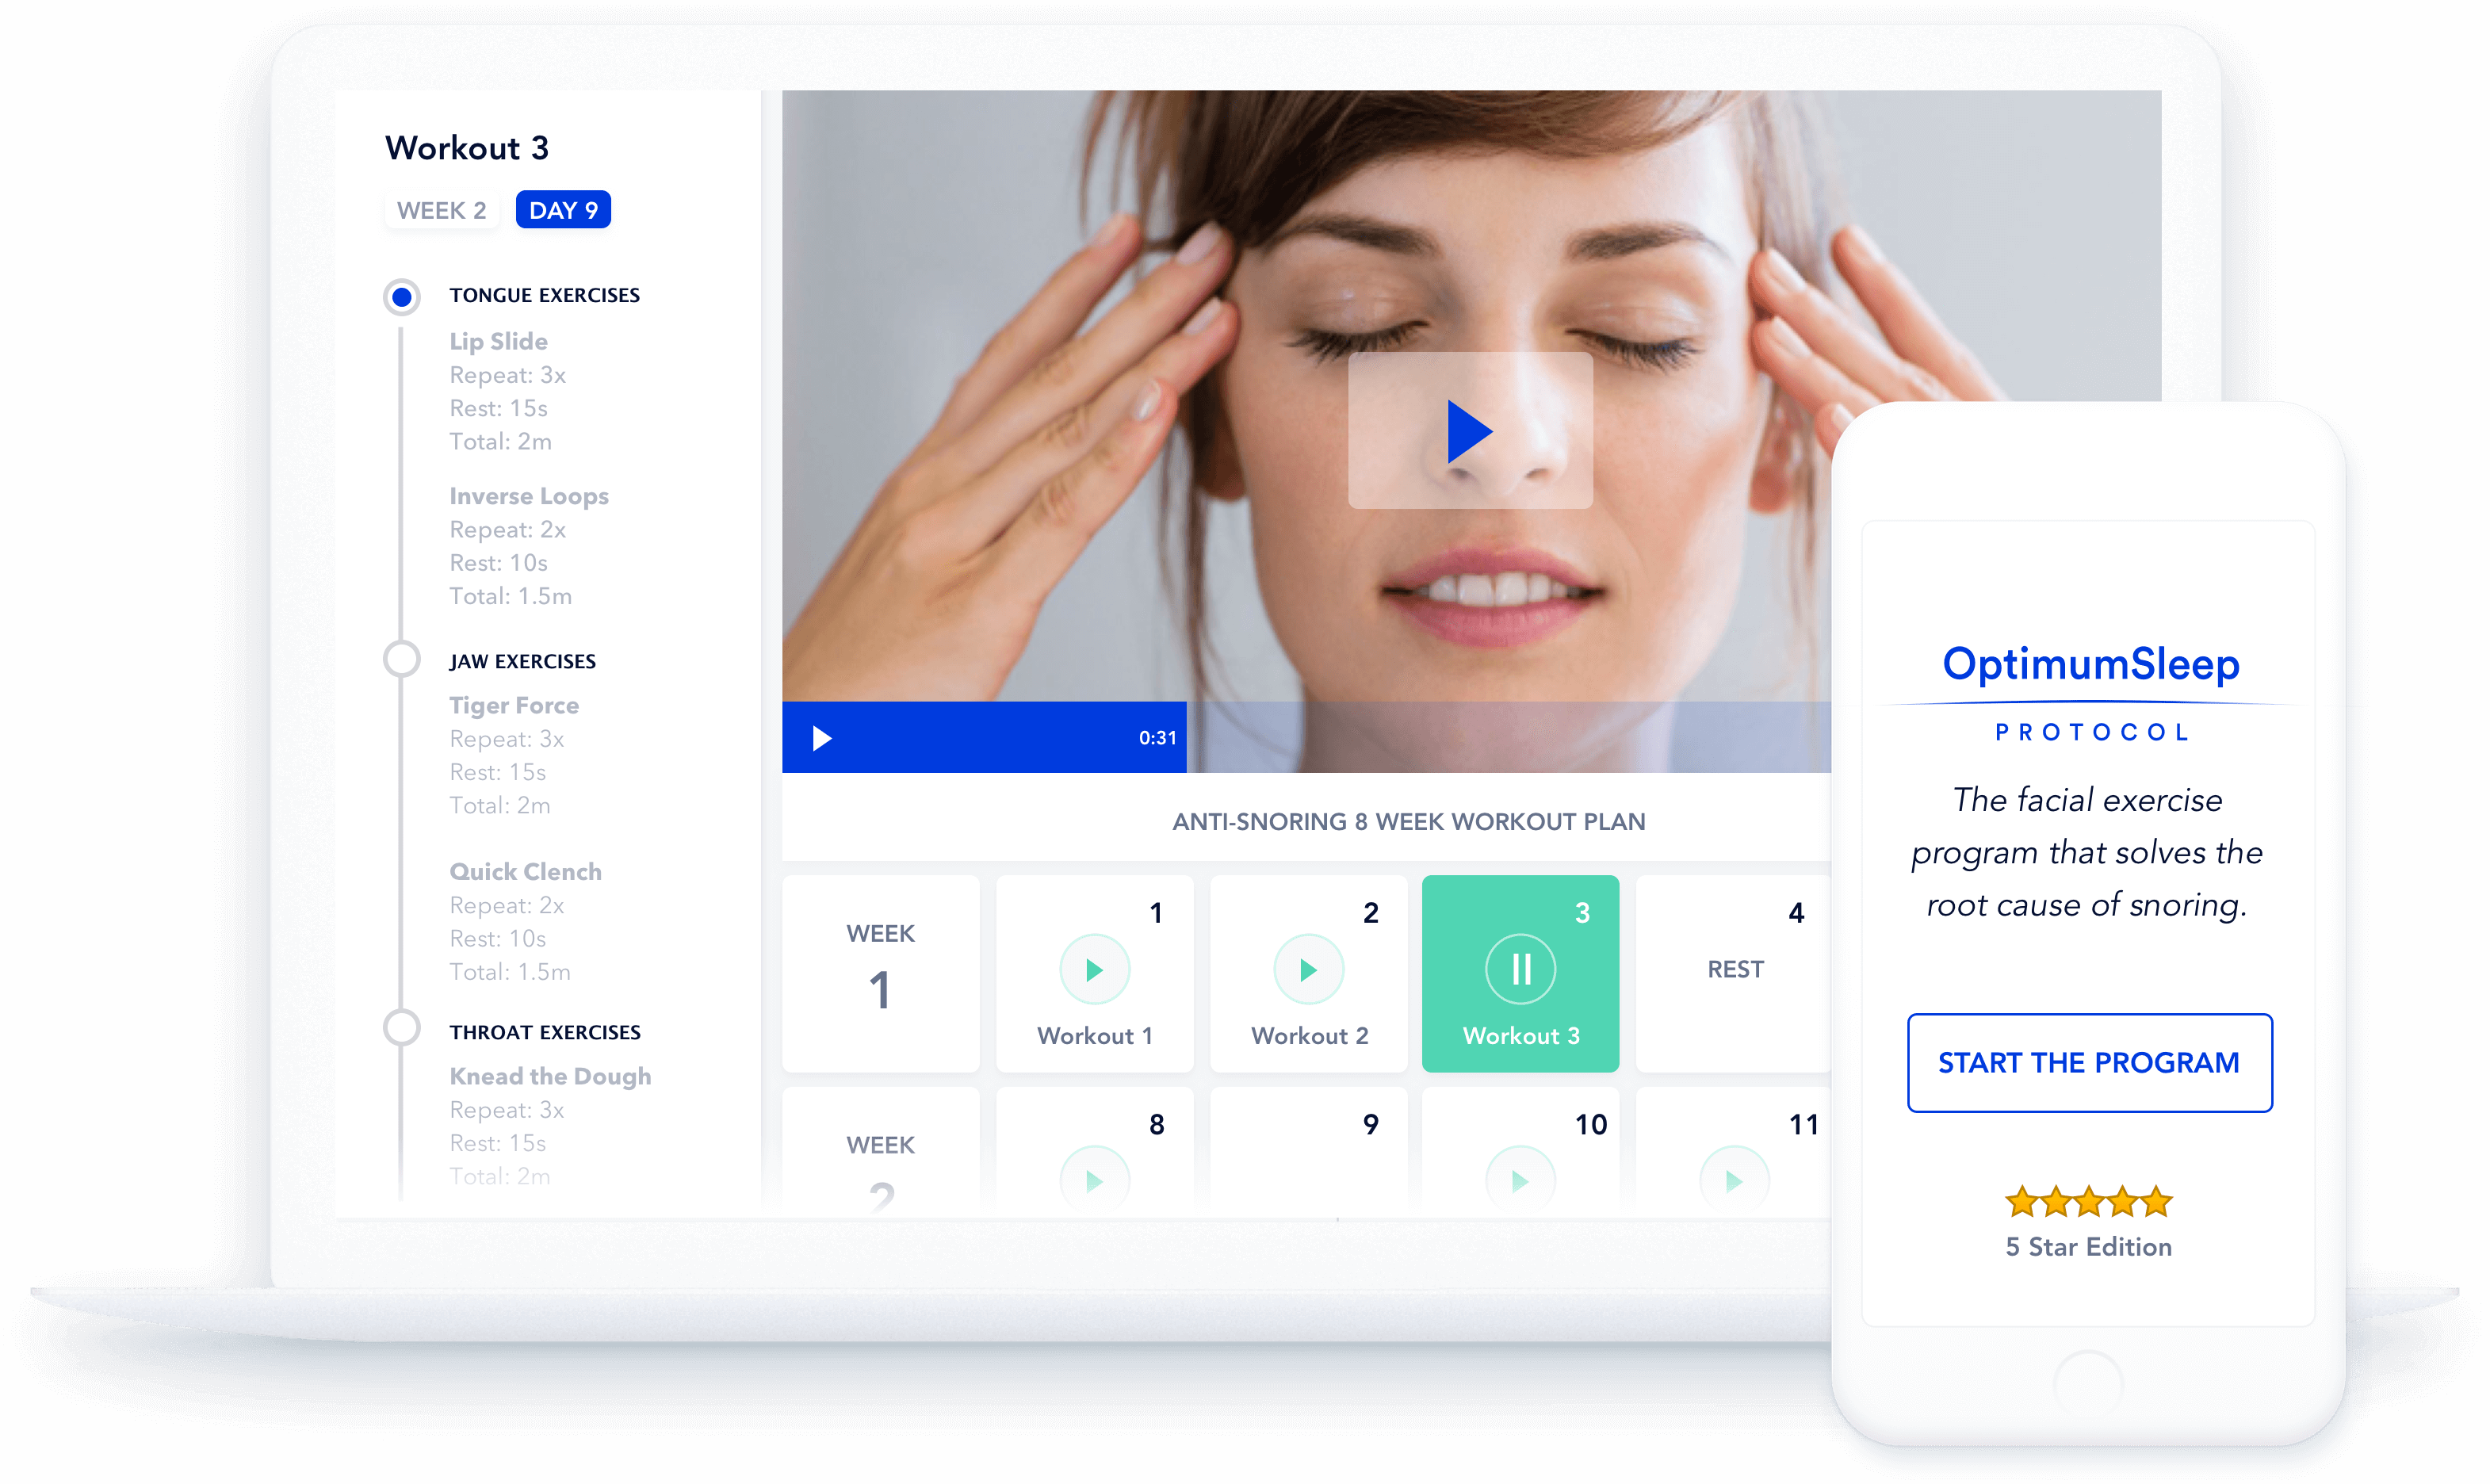 Workout 3
WEEK 2 DAY 9
TONGUE EXERCISES
Lip Slide
Repeat: 3x
Rest: 15s
Total: 2m
Inverse Loops
Repeat: 2x
Rest: 10s
Total: 1.5m
JAW EXERCISES
Tiger Force
Repeat: 3x
Rest: 15s
Total: 2m
Quick Clench
Repeat: 2x
Rest: 10s
Total: 1.5m
THROAT EXERCISES
Knead the Dough
Repeat: 3x
Rest: 15s
Total: 2m
0:31
ANTI-SNORING 8 WEEK WORKOUT PLAN
WEEK
1
1
Workout 1
2
Workout 2
3
Workout 3
4
REST
WEEK
2
8
9
10
11
OptimumSleep
PROTOCOL
The facial exercise
program that solves the
root cause of snoring.
START THE PROGRAM
5 Star Edition